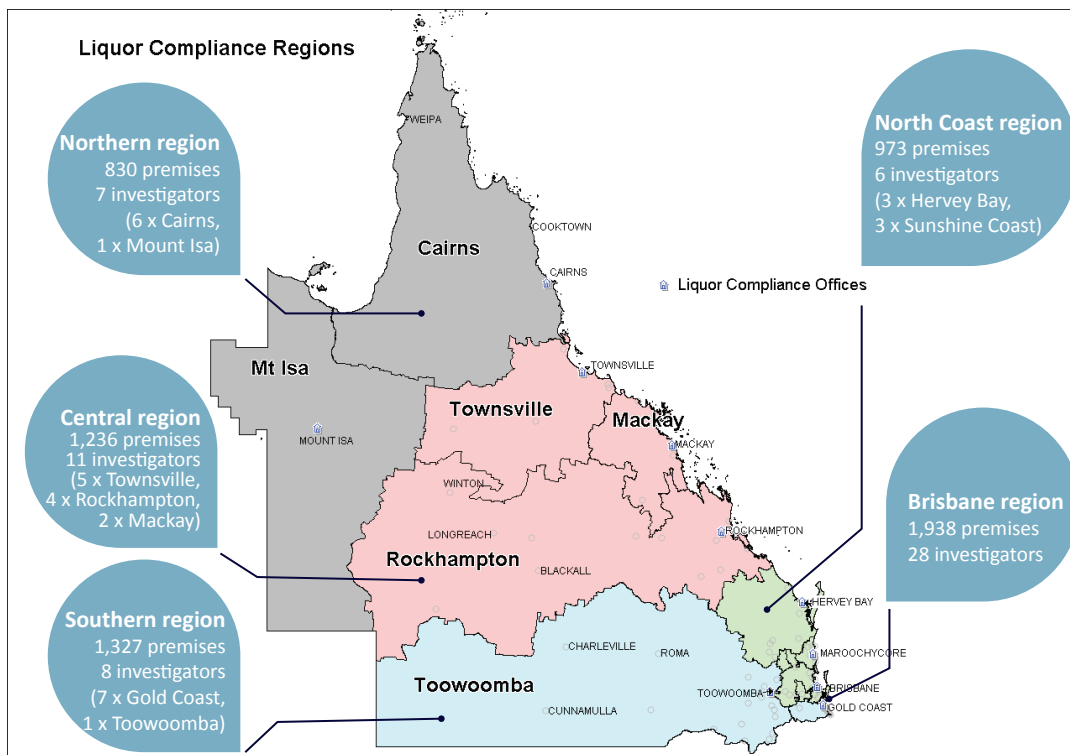 Liquor Compliance Regions
Northern region
830 premises
7 investigators
(6 x Cairns,
1 x Mount Isa)
North Coast region
973 premises
6 investigators
(3 x Hervey Bay,
3 x Sunshine Coast)
WEIPA
COOKTOWN
Cairns
CAIRNS
Liquor Compliance Offices
Mt Isa
TOWNSVILLE
Townsville
Mackay
MOUNT ISA
MACKAY
Central region
1,236 premises
11 investigators
(5 x Townsville,
4 x Rockhampton,
2 x Mackay)
WINTON
LONGREACH
ROCKHAMPTON
Rockhampton
BLACKALL
Brisbane region
1,938 premises
28 investigators
HERVEY BAY
Southern region
1,327 premises
8 investigators
(7 x Gold Coast,
1 x Toowoomba)
CHARLEVILLE
ROMA
MAROOCHYCORE
Toowoomba
TOOWOOMBA
BRISBANE
CUNNAMULLA
GOLD COAST